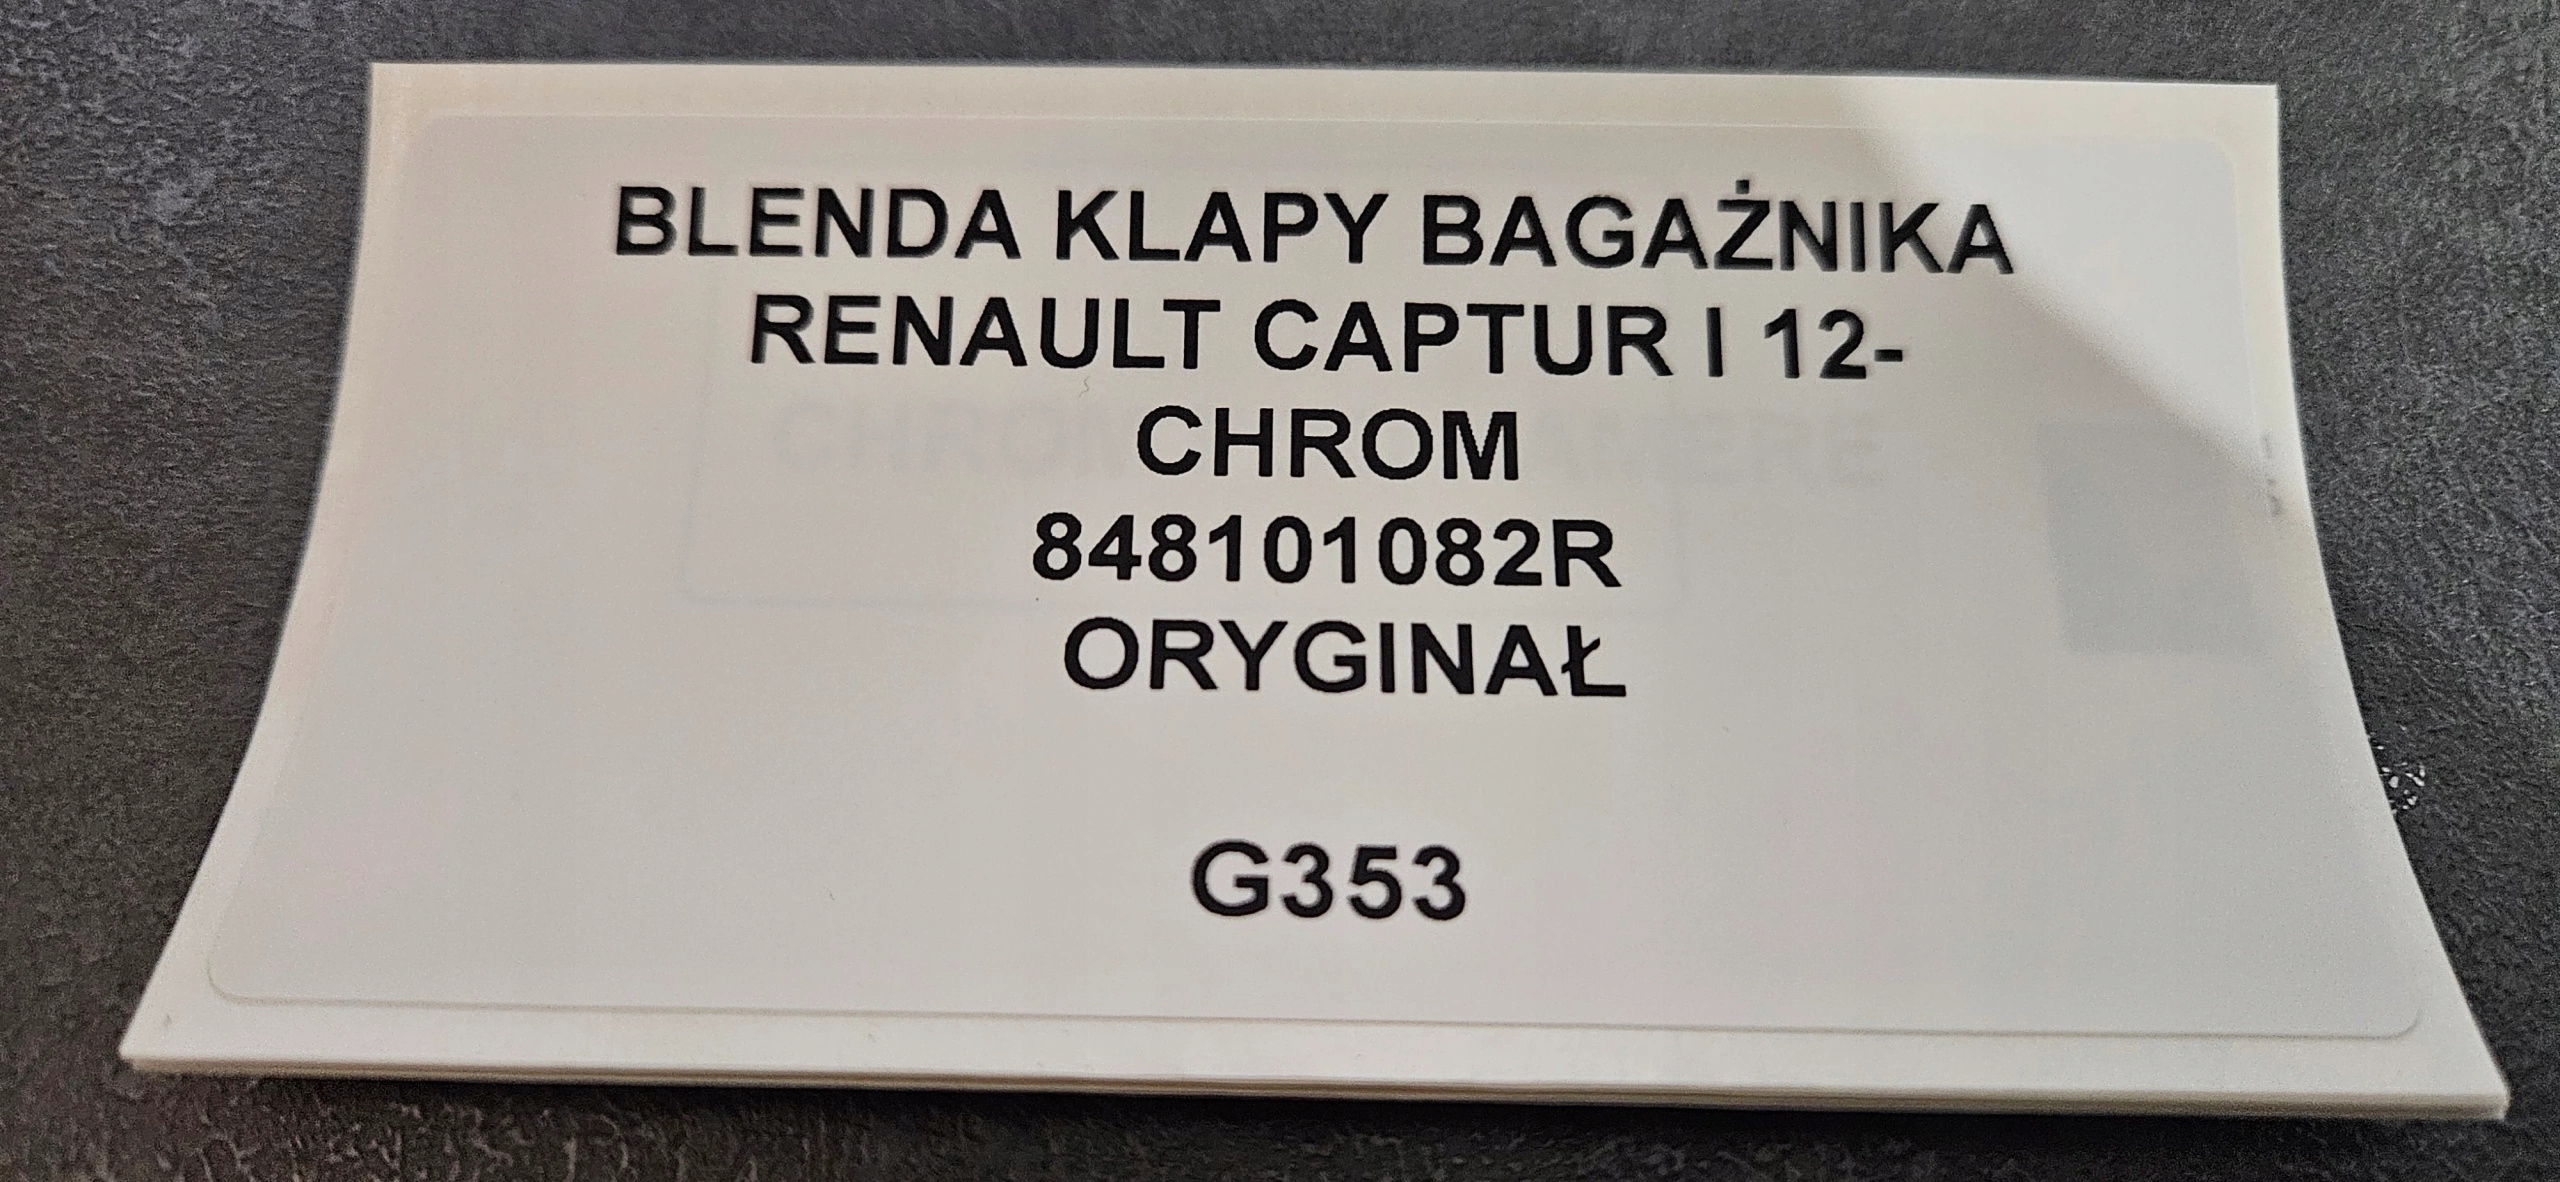 BLENDA KLAPY BAGAŻNIKA
RENAULT CAPTUR I 12-
CHROM
848101082R
ORYGINAŁ
G353